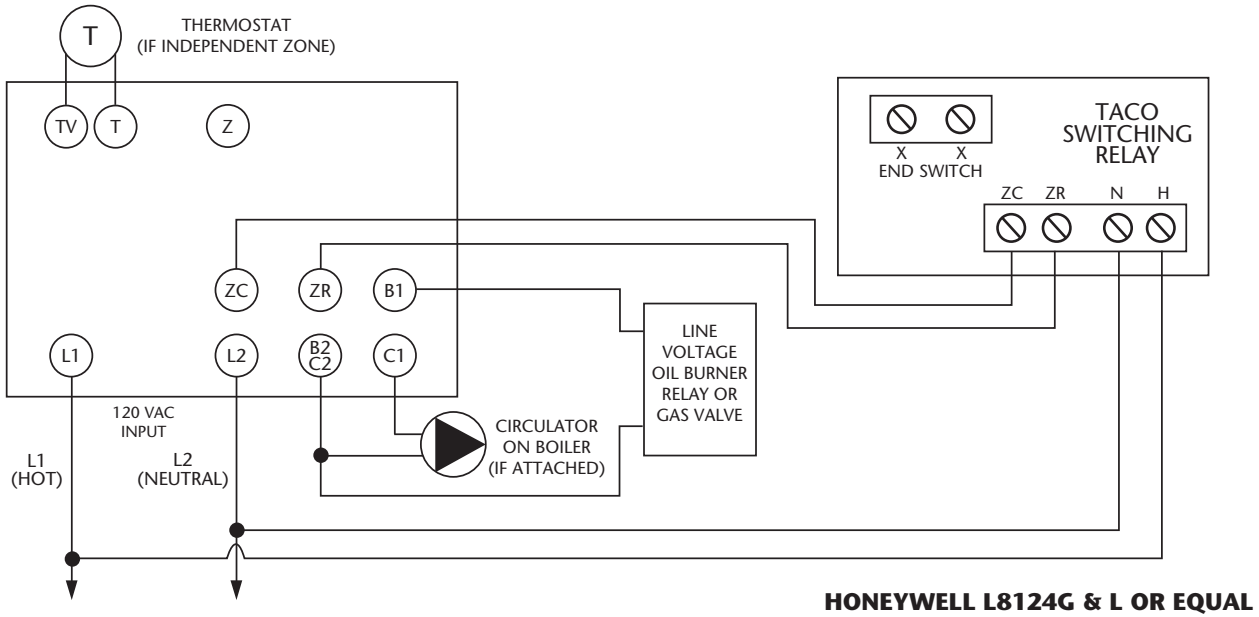 T
THERMOSTAT
(IF INDEPENDENT ZONE)
TV
T
Z
X
X
END SWITCH
TACO
SWITCHING
RELAY
ZC
ZR
N
H
ZC
ZR
B1
L1
L2
B2
C2
C1
LINE
VOLTAGE
OIL BURNER
RELAY OR
GAS VALVE
120 VAC
INPUT
CIRCULATOR
ON BOILER
(IF ATTACHED)
L1
(HOT)
L2
(NEUTRAL)
HONEYWELL L8124G & L OR EQUAL